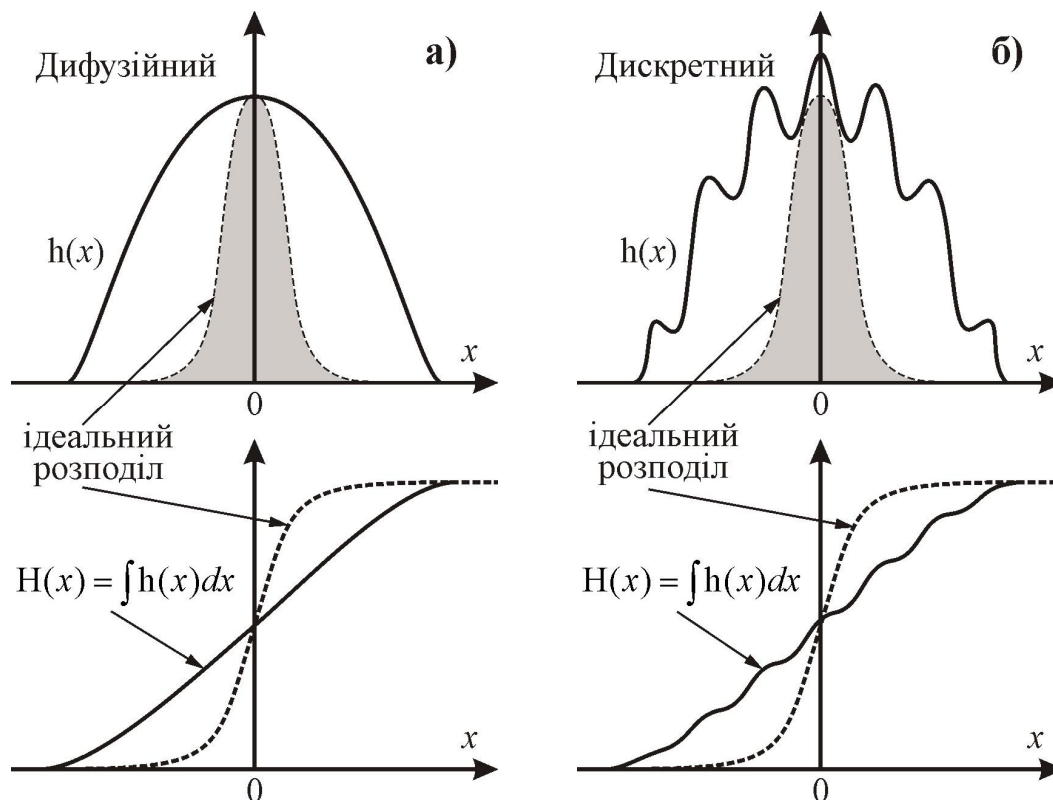 Дифузійний
а)
h(x)
x
0
Дискретний
б)
h(x)
x
0
ідеальний
розподіл
H(x) = ∫h(x)dx
x
0
ідеальний
розподіл
H(x) = ∫h(x)dx
x
0